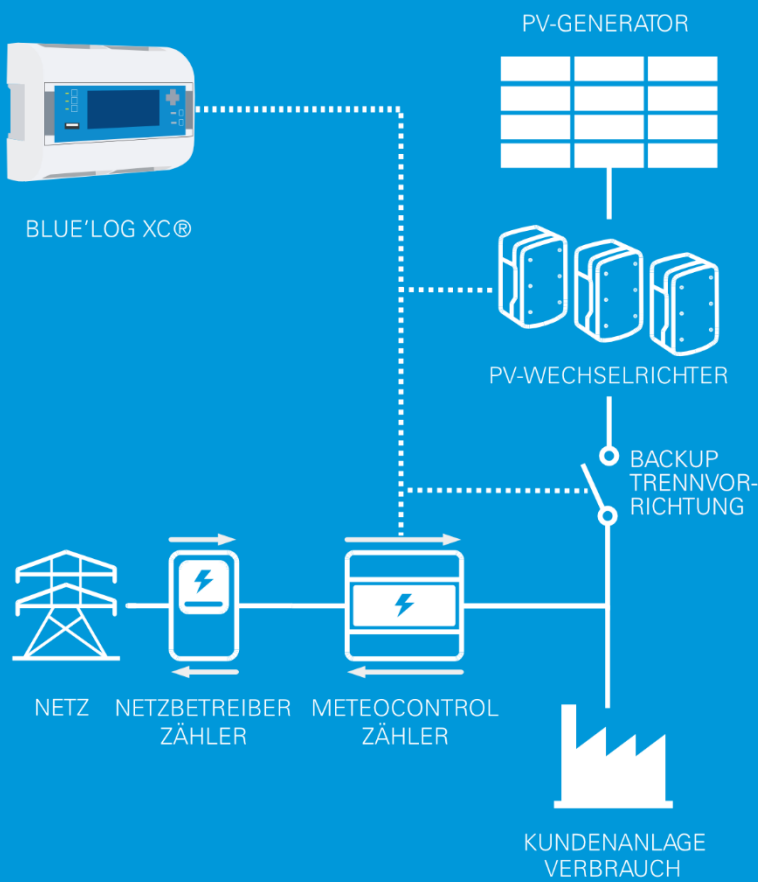 PV-GENERATOR
BLUE'LOG XC®
PV-WECHSELRICHTER
BACKUP
TRENNVOR-
RICHTUNG
NETZ
NETZBETREIBER
ZÄHLER
METEOCONTROL
ZÄHLER
KUNDENANLAGE
VERBRAUCH